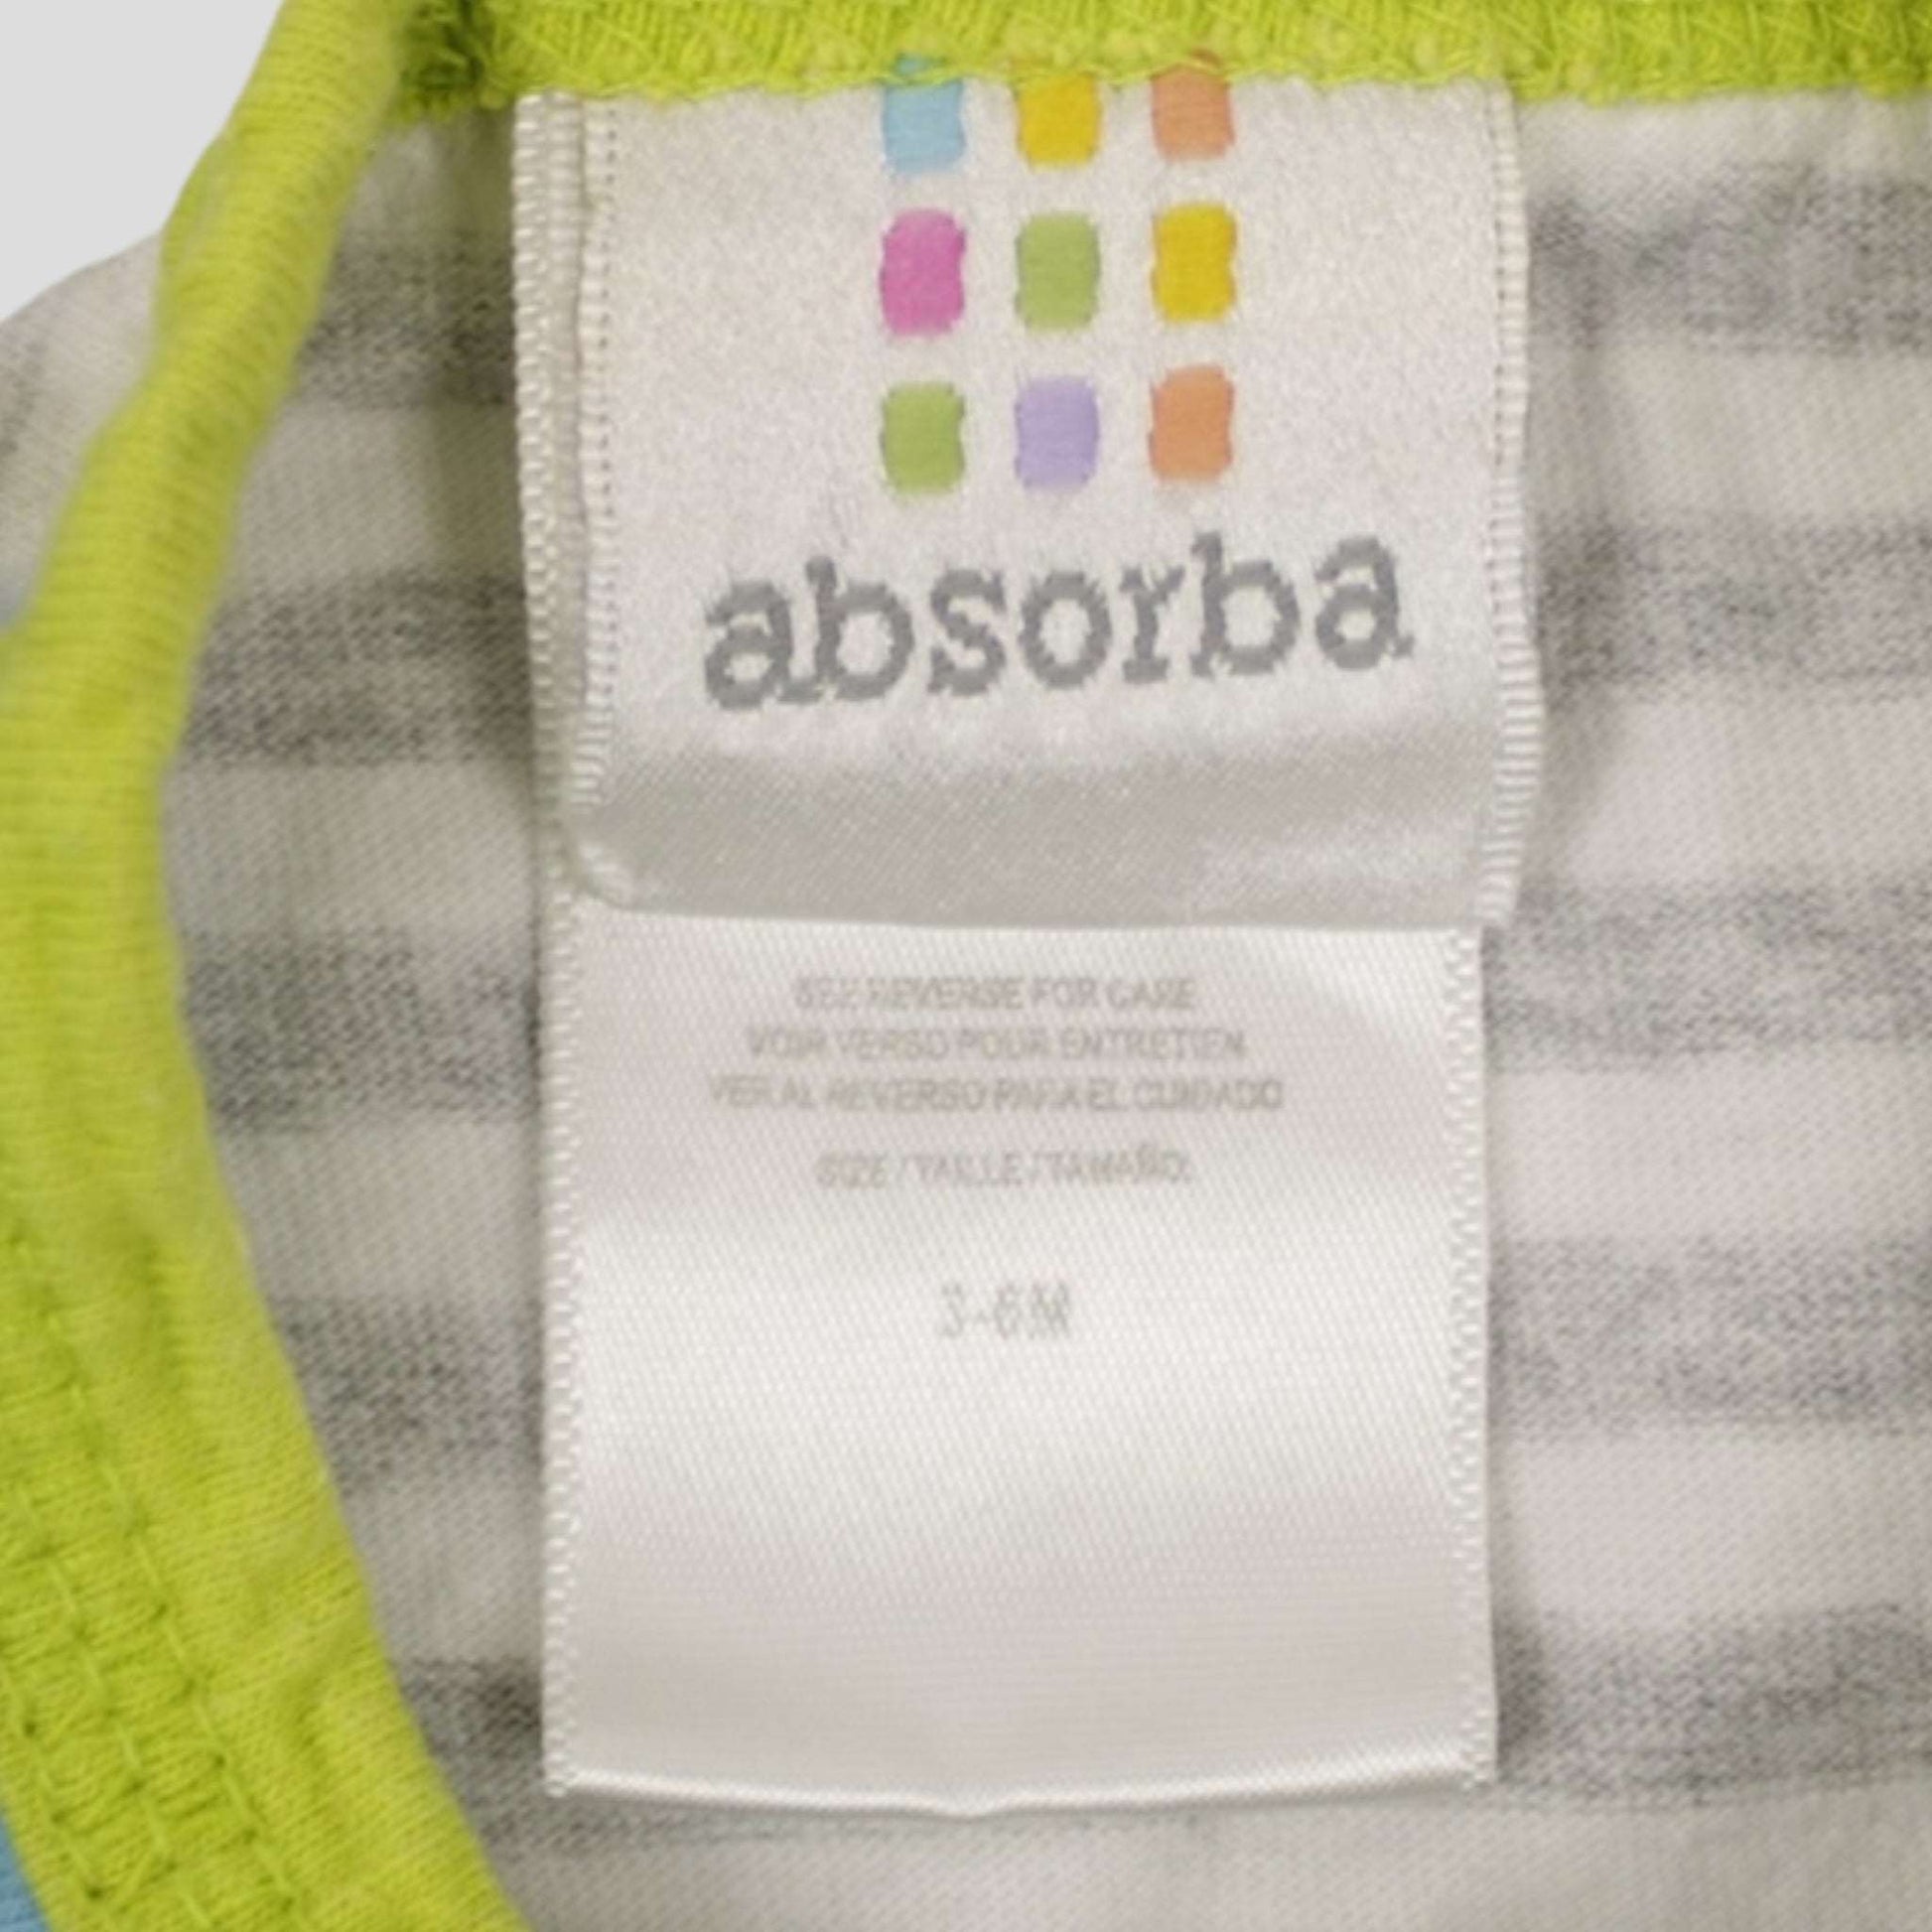 absorba
SEE REVERSE FOR CARE
VOIR VERSO POUR ENTRETIEN
VER AL REVERSO PARA EL CUIDADO
SIZE / TAILLE / TAMAÑO:
3-6M